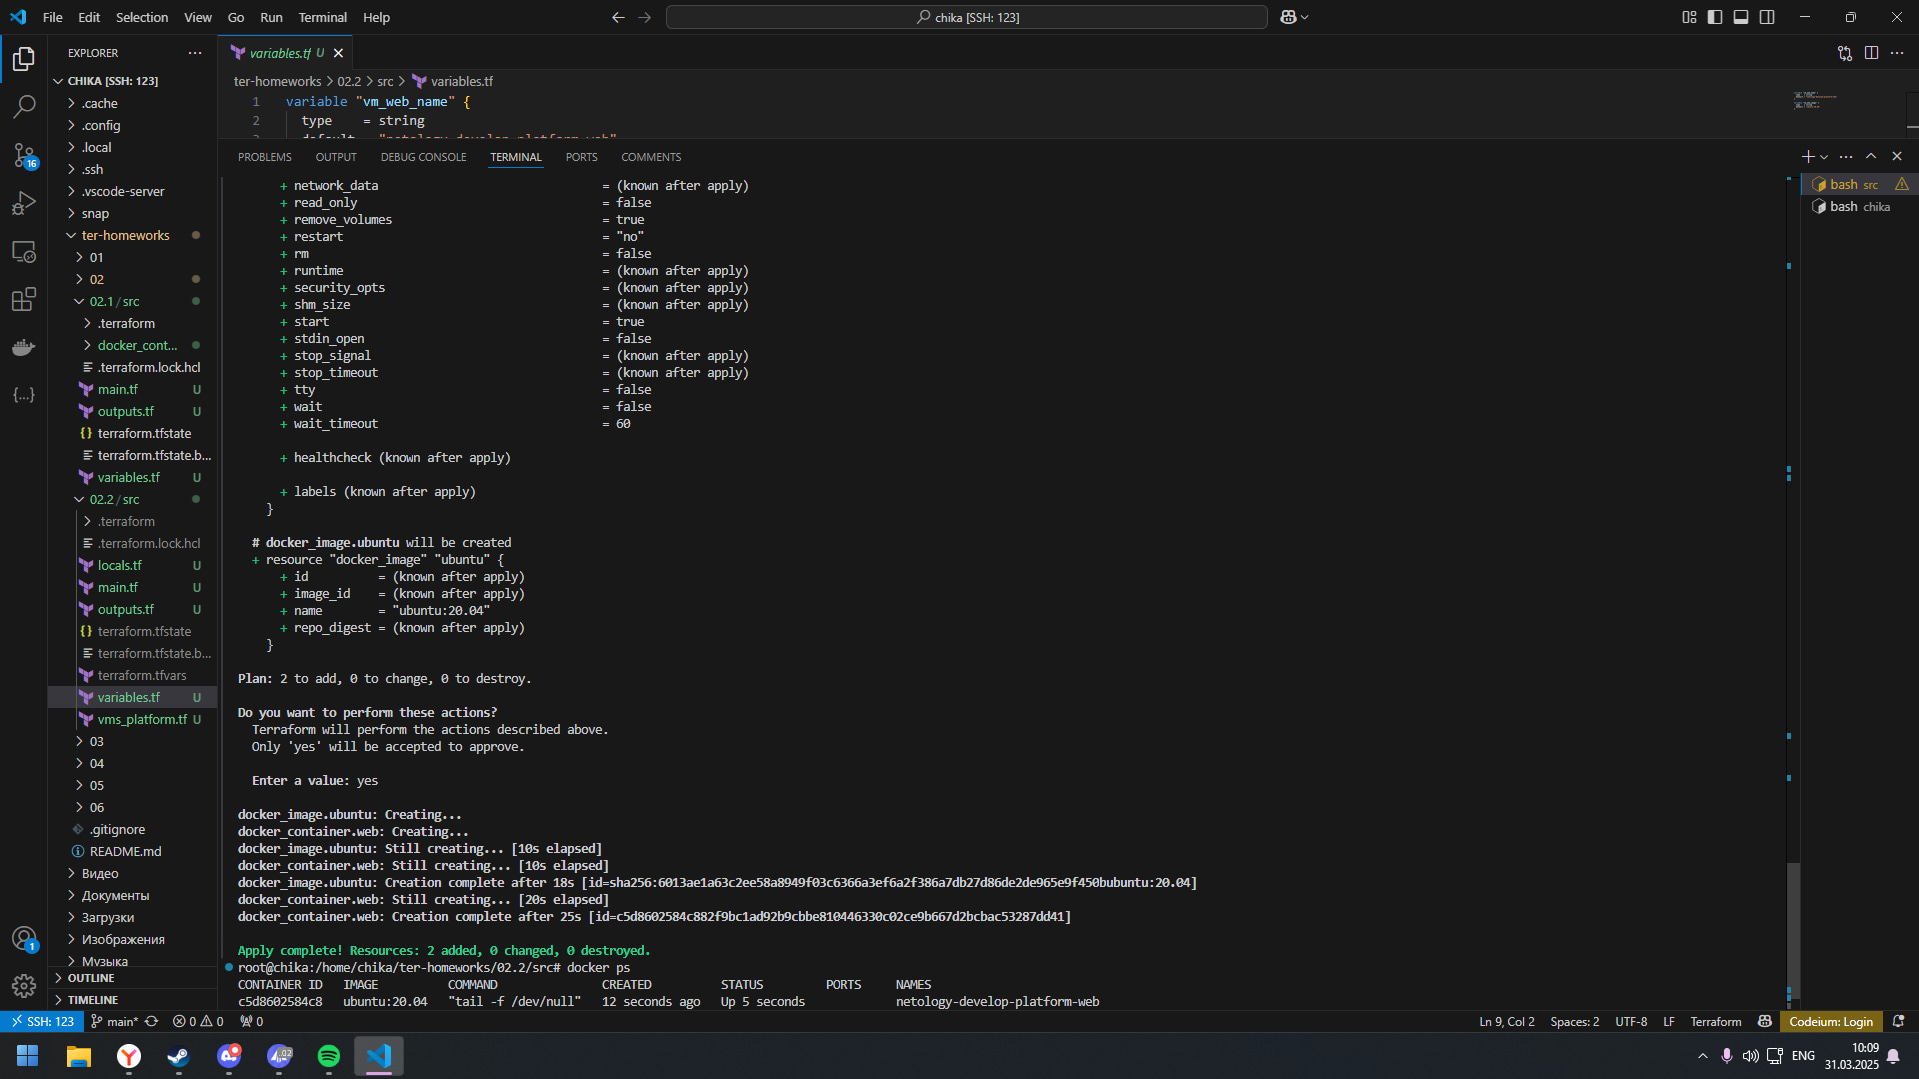 File Edit Selection View Go Run Terminal Help
chika [SSH: 123]
EXPLORER
CHIKA [SSH: 123]
.cache
.config
.local
.ssh
.vscode-server
snap
ter-homeworks
01
02
02.1 / src
.terraform
docker_cont...
.terraform.lock.hcl
main.tf U
outputs.tf U
terraform.tfstate
terraform.tfstate.b...
variables.tf U
02.2 / src
.terraform
.terraform.lock.hcl
locals.tf U
main.tf U
outputs.tf U
terraform.tfstate
terraform.tfstate.b...
terraform.tfvars
variables.tf U
vms_platform.tf U
03
04
05
06
.gitignore
README.md
Видео
Документы
Загрузки
Изображения
Музыка
OUTLINE
TIMELINE
16
1
variables.tf U
ter-homeworks > 02.2 > src > variables.tf
1 variable "vm_web_name" {
2 type = string
3 default = "netology-develop-platform-web"
PROBLEMS OUTPUT DEBUG CONSOLE TERMINAL PORTS COMMENTS
bash src
bash chika
+ network_data = (known after apply)
+ read_only = false
+ remove_volumes = true
+ restart = "no"
+ rm = false
+ runtime = (known after apply)
+ security_opts = (known after apply)
+ shm_size = (known after apply)
+ start = true
+ stdin_open = false
+ stop_signal = (known after apply)
+ stop_timeout = (known after apply)
+ tty = false
+ wait = false
+ wait_timeout = 60
+ healthcheck (known after apply)
+ labels (known after apply)
}
# docker_image.ubuntu will be created
+ resource "docker_image" "ubuntu" {
+ id = (known after apply)
+ image_id = (known after apply)
+ name = "ubuntu:20.04"
+ repo_digest = (known after apply)
}
Plan: 2 to add, 0 to change, 0 to destroy.
Do you want to perform these actions?
Terraform will perform the actions described above.
Only 'yes' will be accepted to approve.
Enter a value: yes
docker_image.ubuntu: Creating...
docker_container.web: Creating...
docker_image.ubuntu: Still creating... [10s elapsed]
docker_container.web: Still creating... [10s elapsed]
docker_image.ubuntu: Creation complete after 18s [id=sha256:6013ae1a63c2ee58a8949f03c6366a3ef6a2f386a7db27d86de2de965e9f450bubuntu:20.04]
docker_container.web: Still creating... [20s elapsed]
docker_container.web: Creation complete after 25s [id=c5d8602584c882f9bc1ad92b9cbbe810446330c02ce9b667d2bcbac53287dd41]
Apply complete! Resources: 2 added, 0 changed, 0 destroyed.
root@chika:/home/chika/ter-homeworks/02.2/src# docker ps
CONTAINER ID IMAGE COMMAND CREATED STATUS PORTS NAMES
c5d8602584c8 ubuntu:20.04 "tail -f /dev/null" 12 seconds ago Up 5 seconds netology-develop-platform-web
SSH: 123 main* 0 0 0 Ln 9, Col 2 Spaces: 2 UTF-8 LF Terraform Codeium: Login
.02 ENG 10:09
31.03.2025